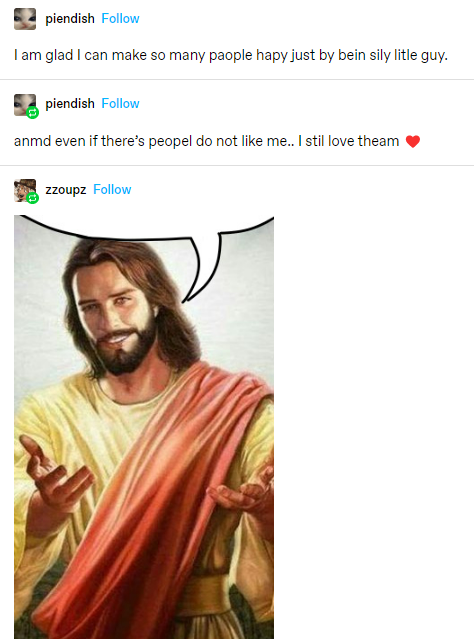 piendish Follow
I am glad I can make so many paople hapy just by bein sily litle guy.
piendish Follow
anmd even if there's peopel do not like me.. I stil love theam ❤
zzoupz Follow